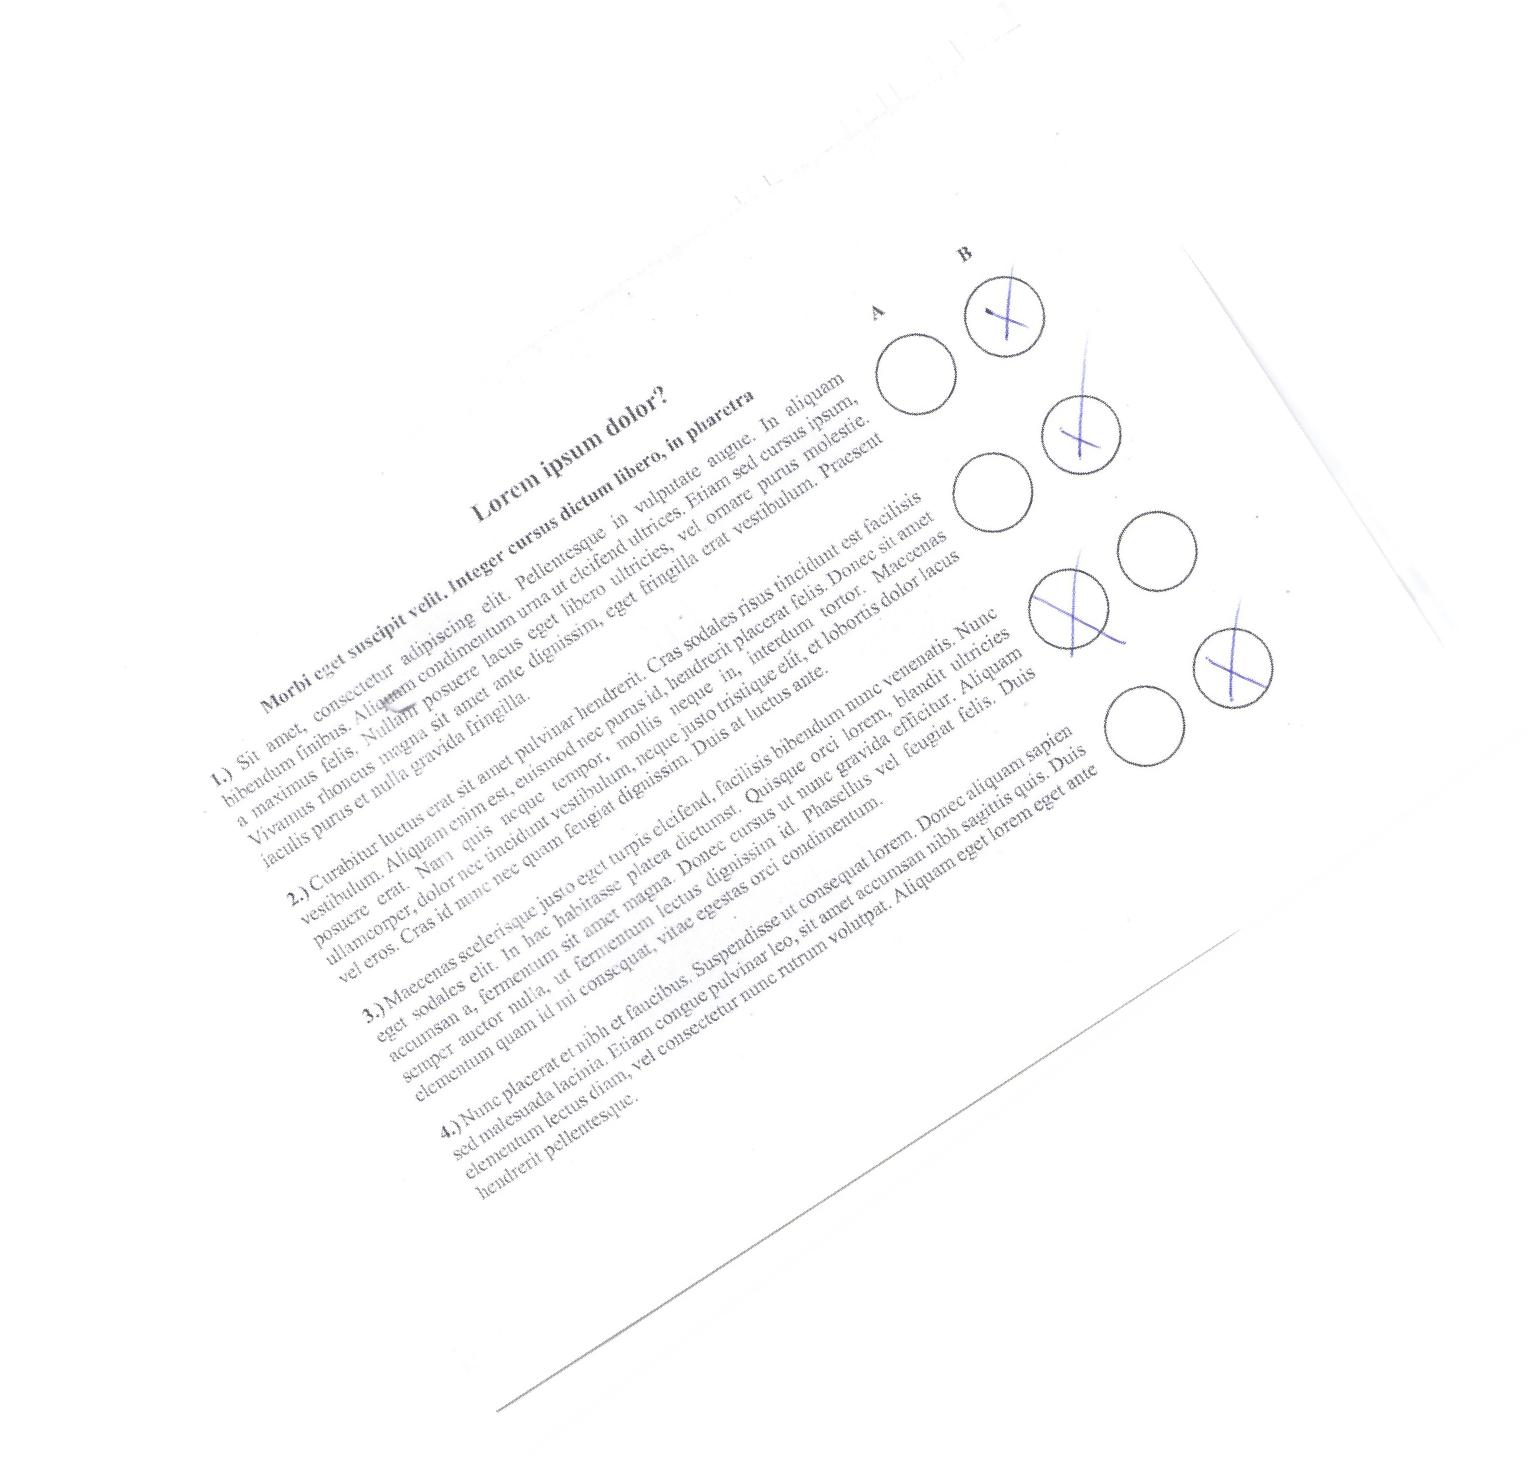 Lorem ipsum dolor?
Morbi eget suscipit velit. Integer cursus dictum libero, in pharetra
A B
1.) Sit amet, consectetur adipiscing elit. Pellentesque in vulputate augue. In aliquam
bibendum finibus. Aliquam condimentum urna ut eleifend ultrices. Etiam sed cursus ipsum,
a maximus felis. Nullam posuere lacus eget libero ultricies, vel ornare purus molestie.
Vivamus rhoncus magna sit amet ante dignissim, eget fringilla erat vestibulum. Praesent
iaculis purus et nulla gravida fringilla.
2.) Curabitur luctus erat sit amet pulvinar hendrerit. Cras sodales risus tincidunt est facilisis
vestibulum. Aliquam enim est, euismod nec purus id, hendrerit placerat felis. Donec sit amet
posuere erat. Nam quis neque tempor, mollis neque in, interdum tortor. Maecenas
ullamcorper, dolor nec tincidunt vestibulum, neque justo tristique elit, et lobortis dolor lacus
vel eros. Cras id nunc nec quam feugiat dignissim. Duis at luctus ante.
3.) Maecenas scelerisque justo eget turpis eleifend, facilisis bibendum nunc venenatis. Nunc
eget sodales elit. In hac habitasse platea dictumst. Quisque orci lorem, blandit ultricies
accumsan a, fermentum sit amet magna. Donec cursus ut nunc gravida efficitur. Aliquam
semper auctor nulla, ut fermentum lectus dignissim id. Phasellus vel feugiat felis. Duis
elementum quam id mi consequat, vitae egestas orci condimentum.
4.) Nunc placerat et nibh et faucibus. Suspendisse ut consequat lorem. Donec aliquam sapien
sed malesuada lacinia. Etiam congue pulvinar leo, sit amet accumsan nibh sagittis quis. Duis
elementum lectus diam, vel consectetur nunc rutrum volutpat. Aliquam eget lorem eget ante
hendrerit pellentesque.